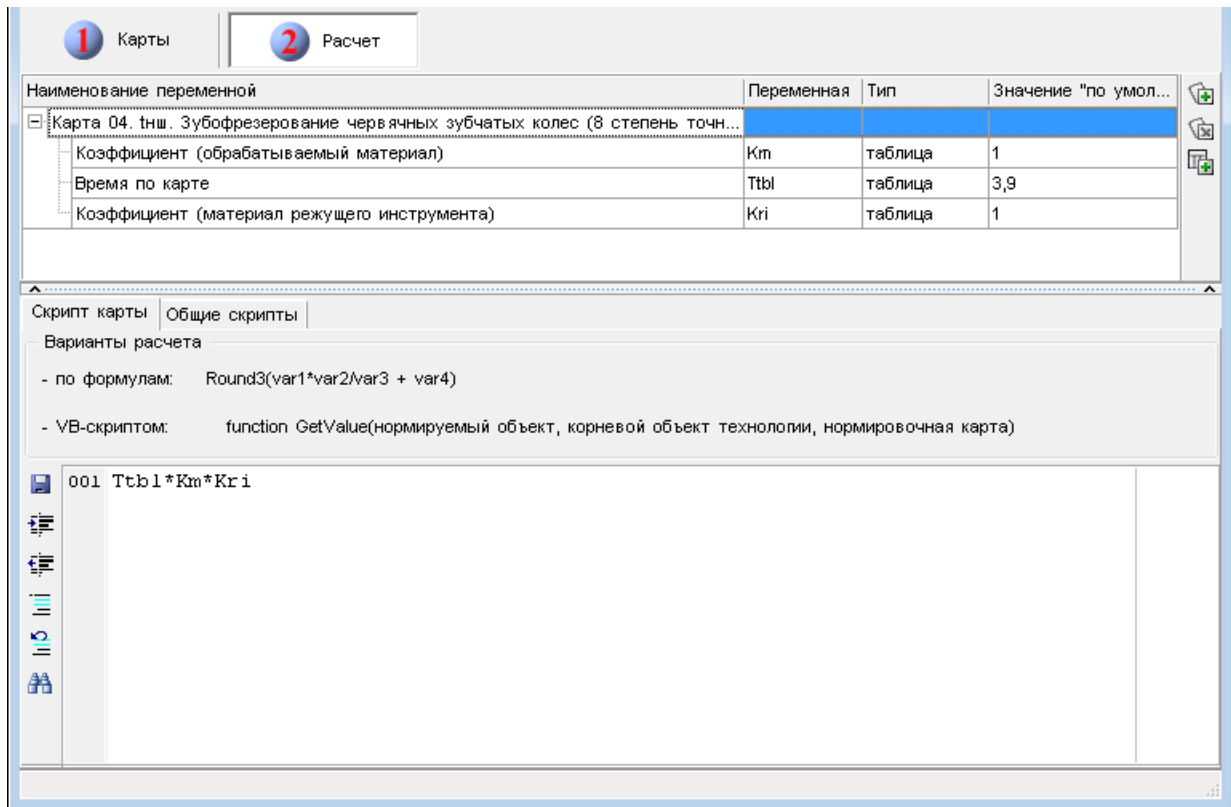 1 Карты 2 Расчет
Наименование переменной Переменная Тип Значение "по умол...
Карта 04. tнш. Зубофрезерование червячных зубчатых колес (8 степень точн...
Коэффициент (обрабатываемый материал) Km таблица 1
Время по карте Ttbl таблица 3,9
Коэффициент (материал режущего инструмента) Kri таблица 1
Скрипт карты Общие скрипты
Варианты расчета
- по формулам: Round3(var1*var2/var3 + var4)
- VB-скриптом: function GetValue(нормируемый объект, корневой объект технологии, нормировочная карта)
001 Ttbl*Km*Kri